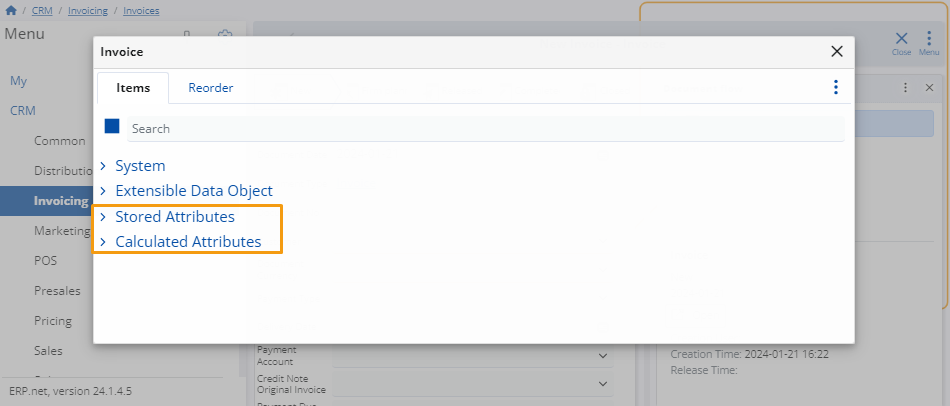 / CRM / Invoicing / Invoices
Menu
Close
Menu
Invoice
Items
Reorder
Search
System
Extensible Data Object
Stored Attributes
Calculated Attributes
My
CRM
Common
Distributio
Invoicing
Marketing
POS
Presales
Pricing
Sales
ERP.net, version 24.1.4.5
Payment
Account
Credit Note
Original Invoice
Payment Due
Creation Time: 2024-01-21 16:22
Release Time: